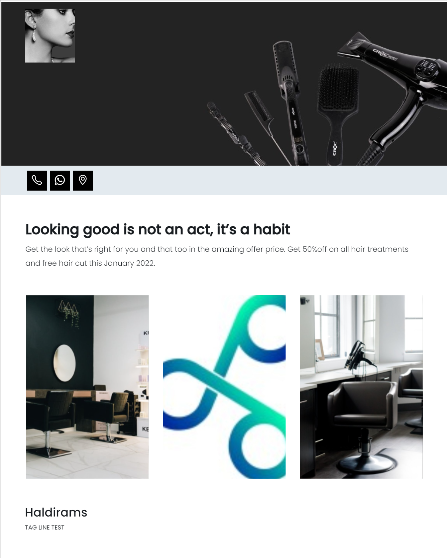 Looking good is not an act, it's a habit
Get the look that's right for you and that too in the amazing offer price. Get 50%off on all hair treatments
and free hair cut this January 2022.
Haldirams
TAG LINE TEST